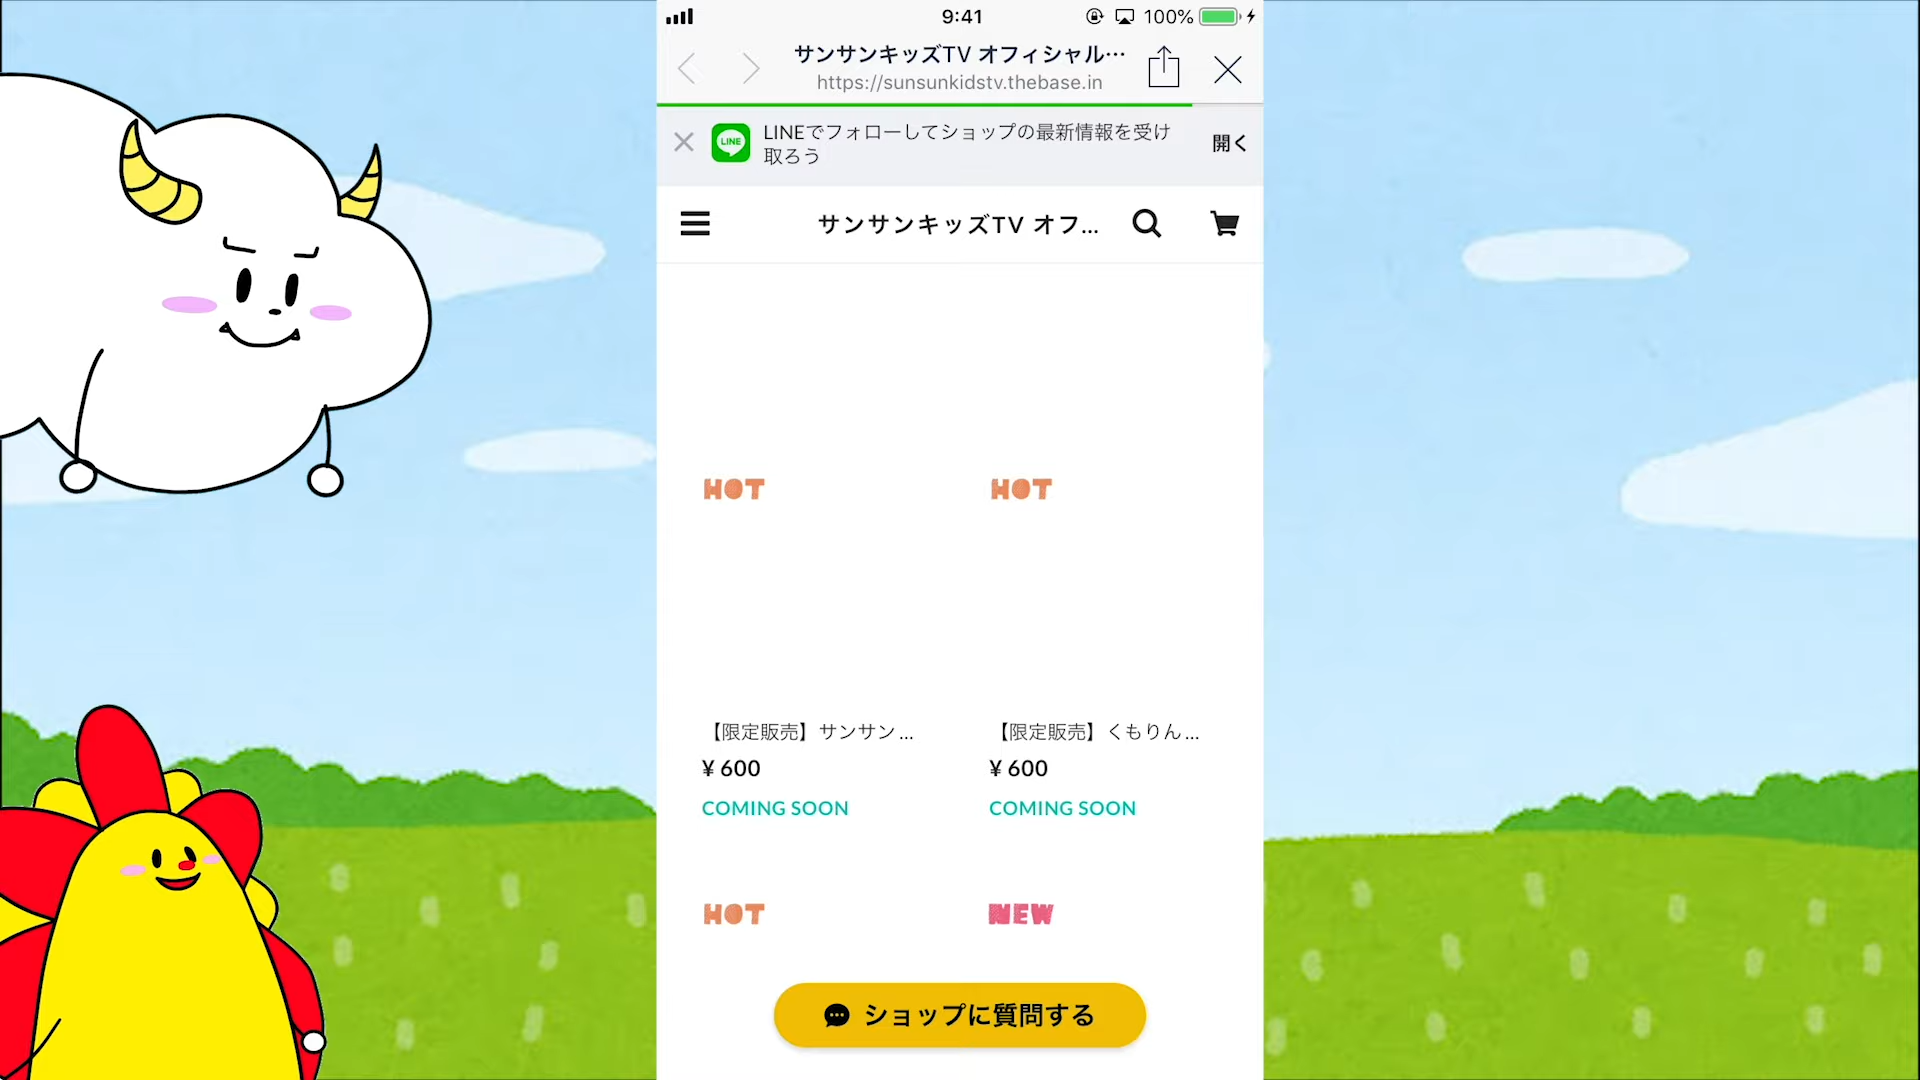 9:41
100%
サンサンキッズTV オフィシャル…
https://sunsunkidstv.thebase.in
LINE
LINEでフォローしてショップの最新情報を受け
取ろう
開く
サンサンキッズTV オフ...
HOT
HOT
【限定販売】サンサン...
【限定販売】くもりん...
¥ 600
¥ 600
COMING SOON
COMING SOON
HOT
NEW
ショップに質問する